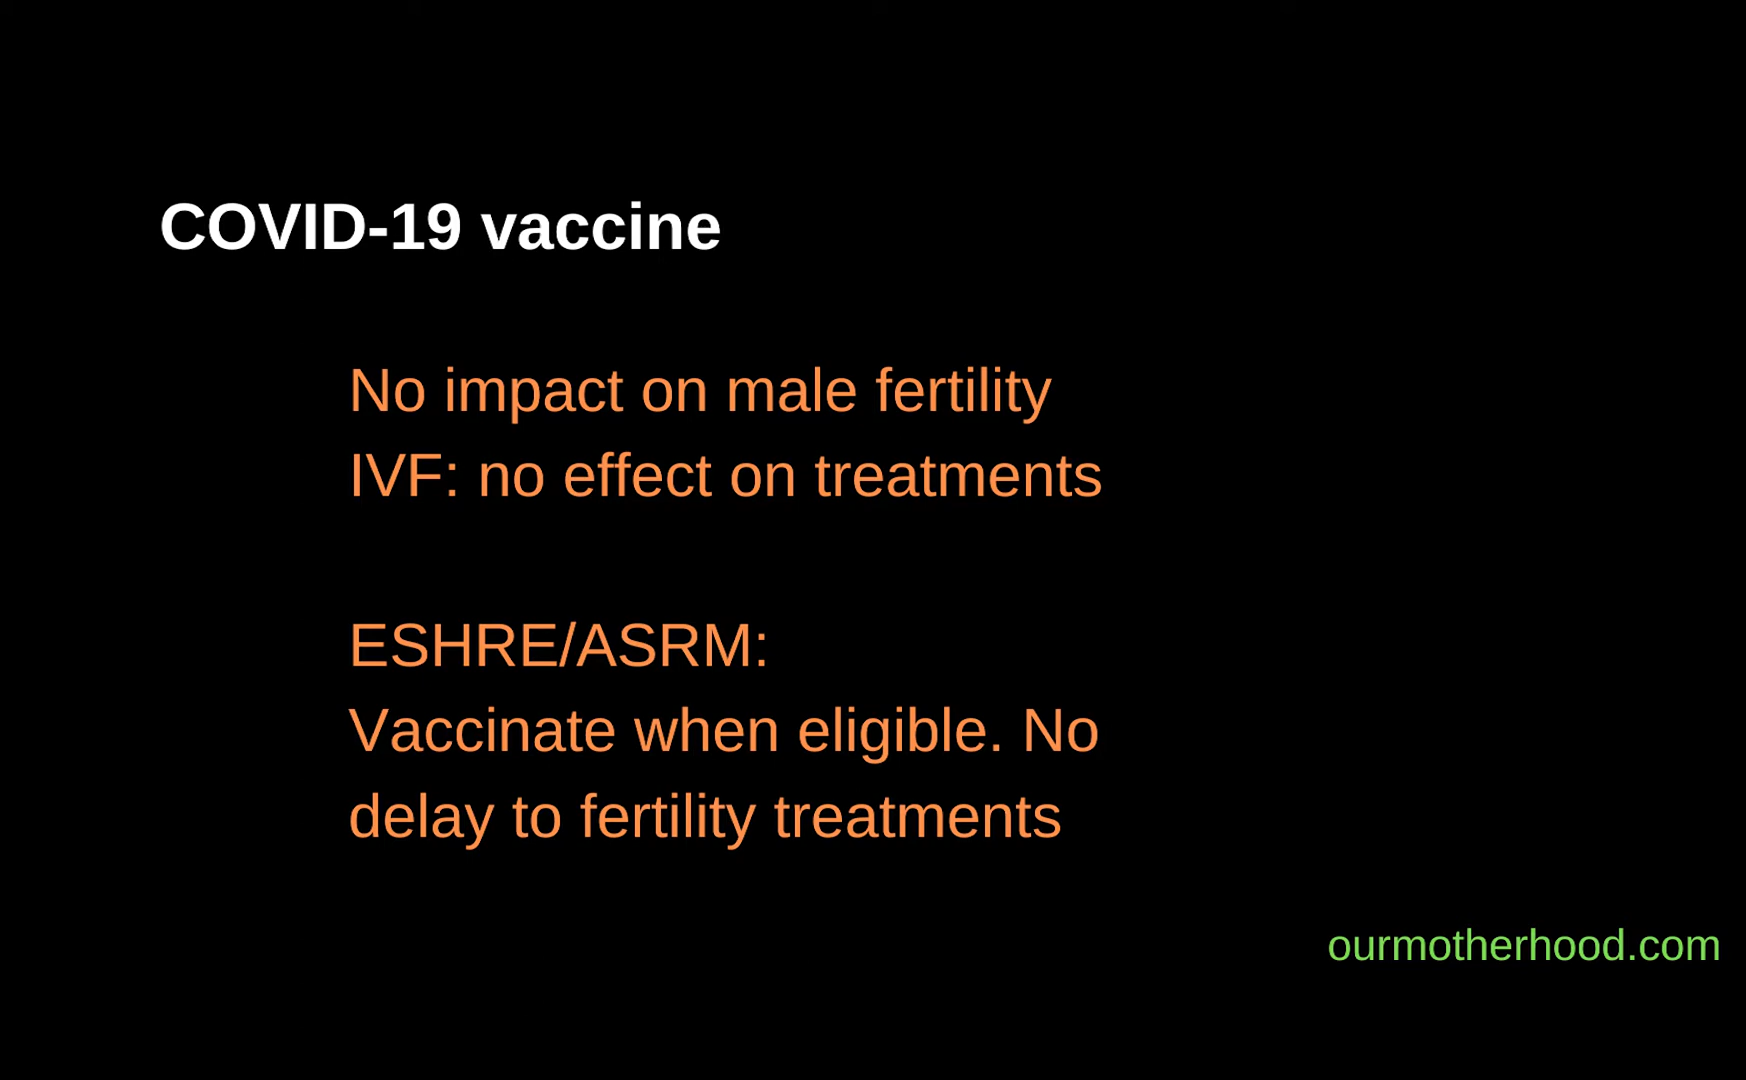 COVID-19 vaccine
No impact on male fertility
IVF: no effect on treatments
ESHRE/ASRM:
Vaccinate when eligible. No
delay to fertility treatments
ourmotherhood.com